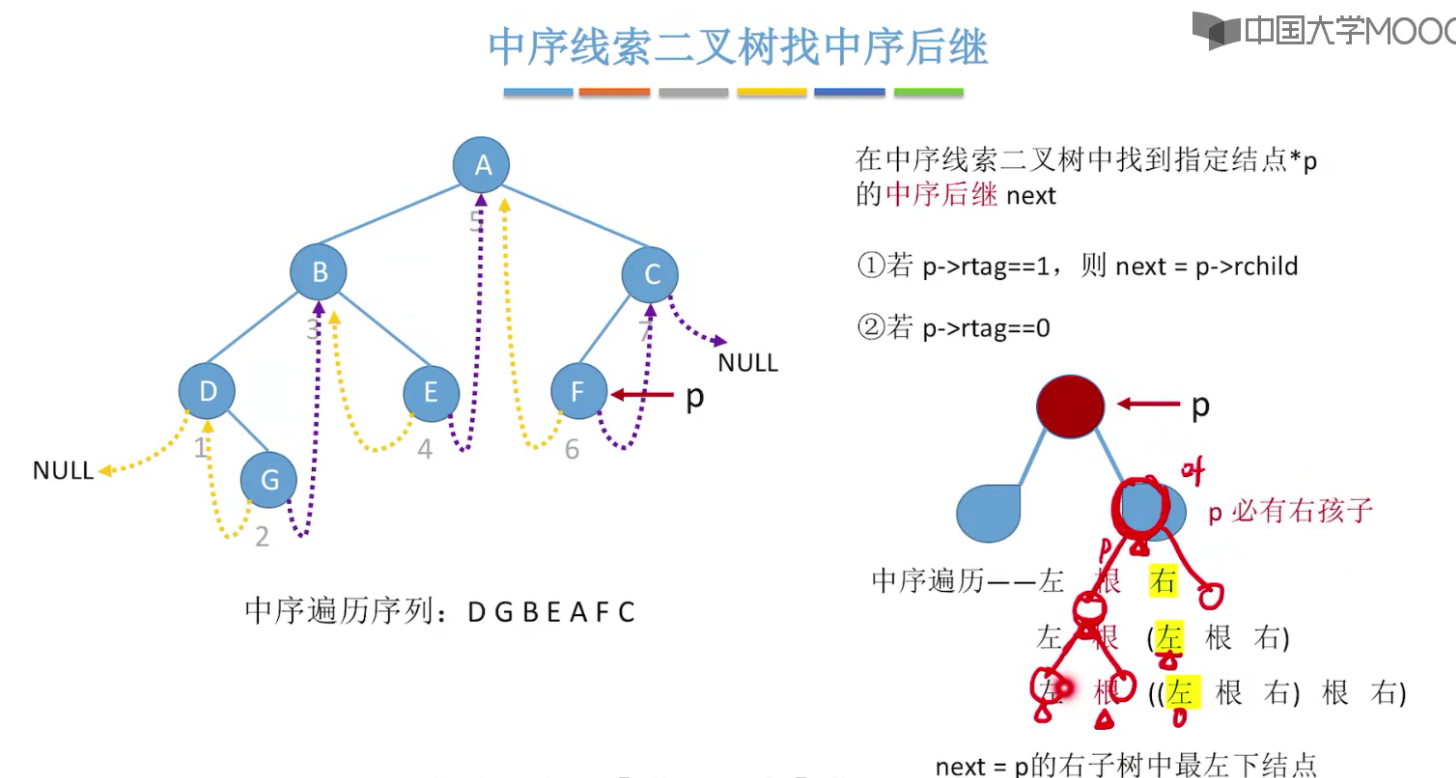 中国大学MOOC
中序线索二叉树找中序后继
A
5
B
3
C
7
NULL
D
1
E
4
F
6
p
NULL
G
2
中序遍历序列：D G B E A F C
在中序线索二叉树中找到指定结点*p
的中序后继 next
①若 p->rtag==1，则 next = p->rchild
②若 p->rtag==0
p
p 必有右孩子
p
中序遍历——左 根 右
左 根 (左 根 右)
左 根 ((左 根 右) 根 右)
next = p的右子树中最左下结点